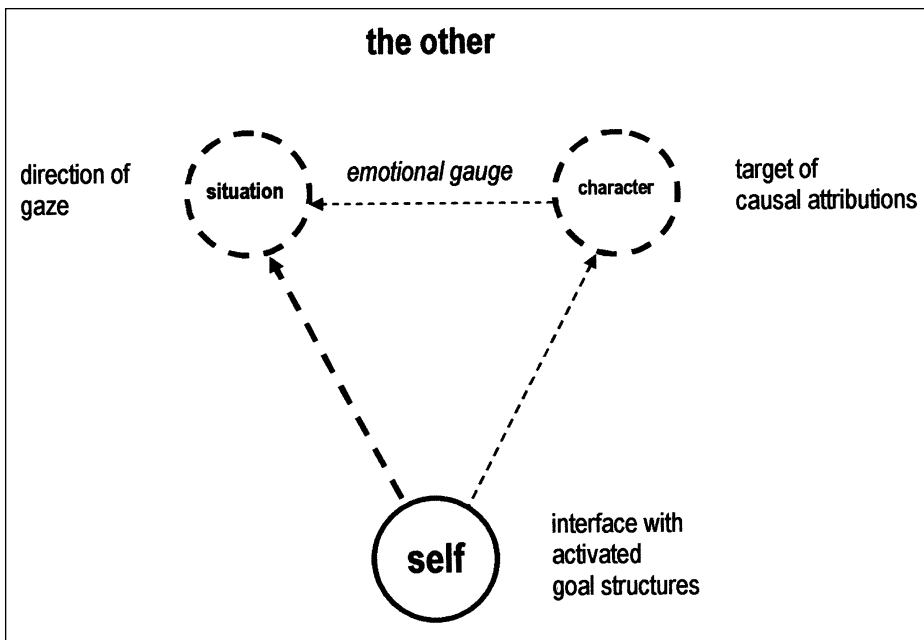 the other
direction of
gaze
situation
emotional gauge
character
target of
causal attributions
self
interface with
activated
goal structures